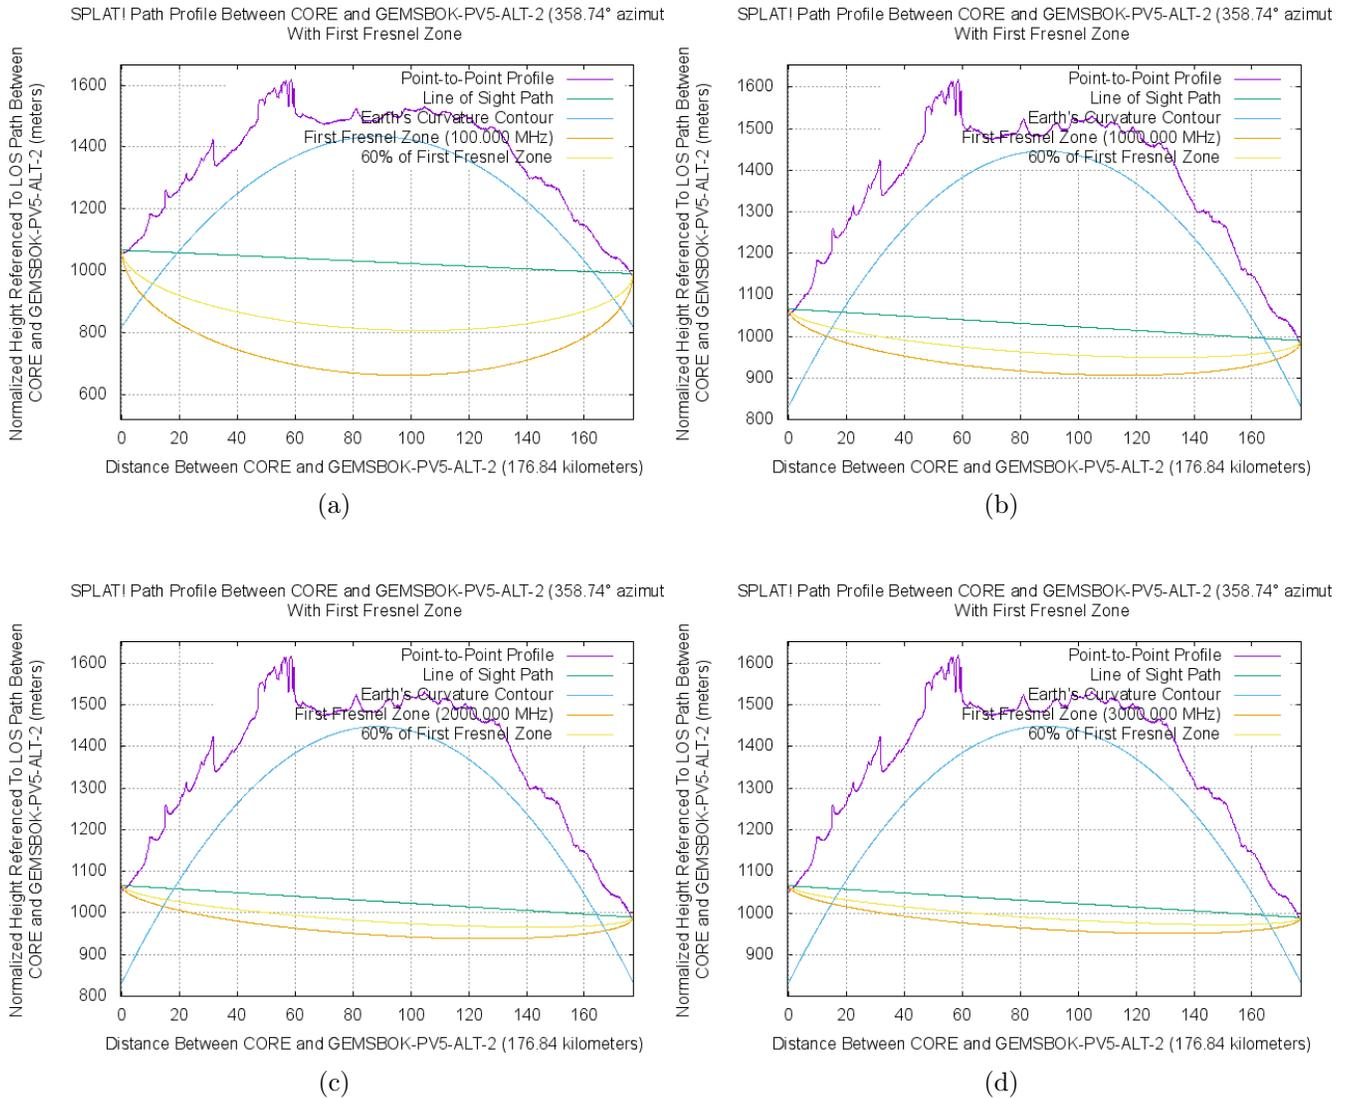 SPLAT! Path Profile Between CORE and GEMSBOK-PV5-ALT-2 (358.74° azimut
With First Fresnel Zone
Normalized Height Referenced To LOS Path Between
CORE and GEMSBOK-PV5-ALT-2 (meters)
1600
1400
1200
1000
800
600
Point-to-Point Profile
Line of Sight Path
Earth's Curvature Contour
First Fresnel Zone (100.000 MHz)
60% of First Fresnel Zone
0 20 40 60 80 100 120 140 160
Distance Between CORE and GEMSBOK-PV5-ALT-2 (176.84 kilometers)
(a)
SPLAT! Path Profile Between CORE and GEMSBOK-PV5-ALT-2 (358.74° azimut
With First Fresnel Zone
Normalized Height Referenced To LOS Path Between
CORE and GEMSBOK-PV5-ALT-2 (meters)
1600
1500
1400
1300
1200
1100
1000
900
800
Point-to-Point Profile
Line of Sight Path
Earth's Curvature Contour
First Fresnel Zone (1000.000 MHz)
60% of First Fresnel Zone
0 20 40 60 80 100 120 140 160
Distance Between CORE and GEMSBOK-PV5-ALT-2 (176.84 kilometers)
(b)
SPLAT! Path Profile Between CORE and GEMSBOK-PV5-ALT-2 (358.74° azimut
With First Fresnel Zone
Normalized Height Referenced To LOS Path Between
CORE and GEMSBOK-PV5-ALT-2 (meters)
1600
1500
1400
1300
1200
1100
1000
900
800
Point-to-Point Profile
Line of Sight Path
Earth's Curvature Contour
First Fresnel Zone (2000.000 MHz)
60% of First Fresnel Zone
0 20 40 60 80 100 120 140 160
Distance Between CORE and GEMSBOK-PV5-ALT-2 (176.84 kilometers)
(c)
SPLAT! Path Profile Between CORE and GEMSBOK-PV5-ALT-2 (358.74° azimut
With First Fresnel Zone
Normalized Height Referenced To LOS Path Between
CORE and GEMSBOK-PV5-ALT-2 (meters)
1600
1500
1400
1300
1200
1100
1000
900
Point-to-Point Profile
Line of Sight Path
Earth's Curvature Contour
First Fresnel Zone (3000.000 MHz)
60% of First Fresnel Zone
0 20 40 60 80 100 120 140 160
Distance Between CORE and GEMSBOK-PV5-ALT-2 (176.84 kilometers)
(d)